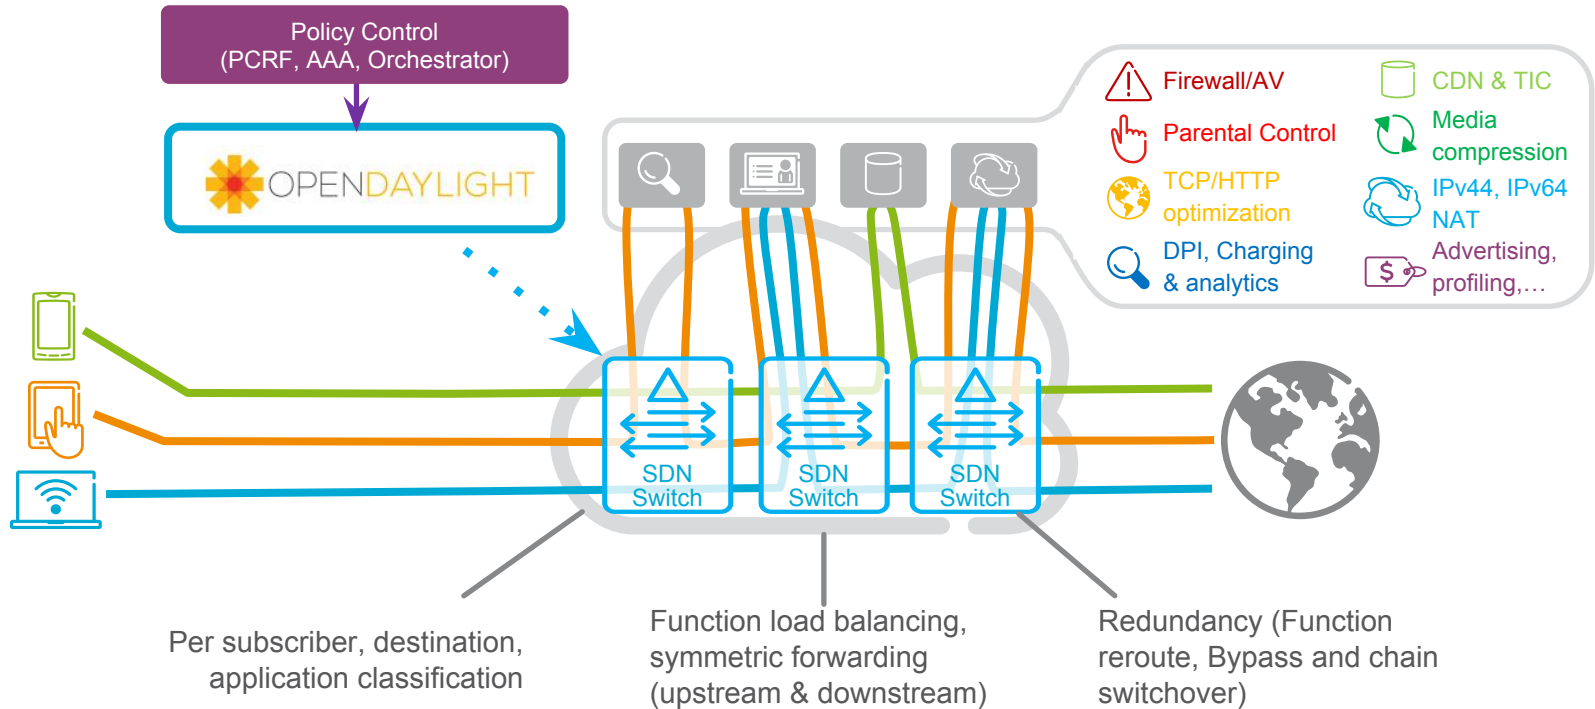 Policy Control
(PCRF, AAA, Orchestrator)
OPENDAYLIGHT
Firewall/AV
CDN & TIC
Parental Control
Media
compression
TCP/HTTP
optimization
IPv44, IPv64
NAT
DPI, Charging
& analytics
$
Advertising,
profiling,...
SDN
Switch
SDN
Switch
SDN
Switch
Per subscriber, destination,
application classification
Function load balancing,
symmetric forwarding
(upstream & downstream)
Redundancy (Function
reroute, Bypass and chain
switchover)